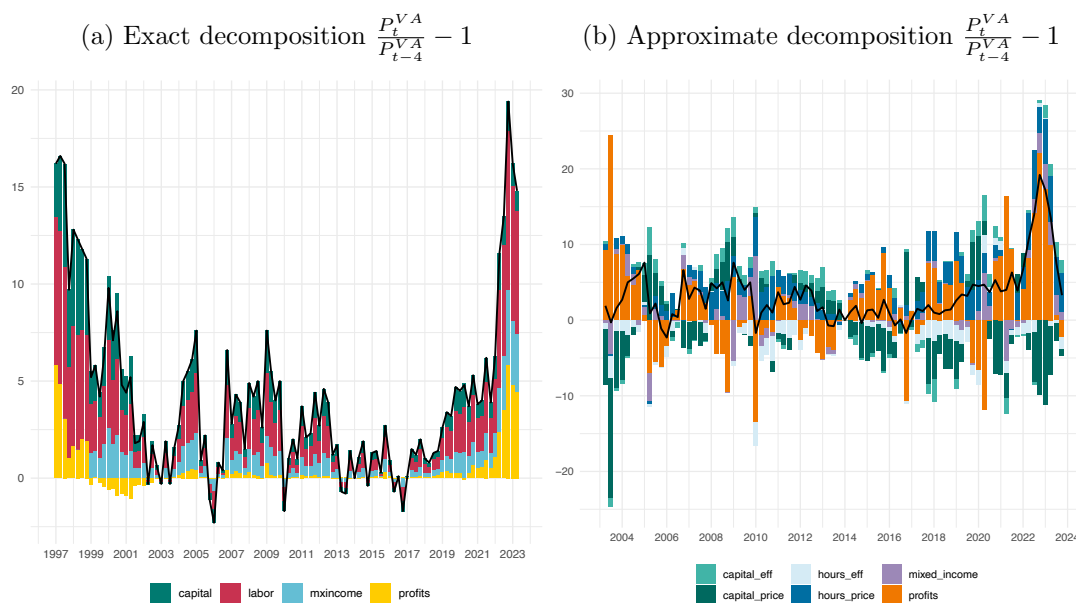 (a) Exact decomposition P_t^{VA}/P_{t−4}^{VA} − 1
20
15
10
5
0
1997 1999 2001 2003 2005 2007 2009 2011 2013 2015 2017 2019 2021 2023
capital labor mxincome profits
(b) Approximate decomposition P_t^{VA}/P_{t−4}^{VA} − 1
30
20
10
0
−10
−20
2004 2006 2008 2010 2012 2014 2016 2018 2020 2022 2024
capital_eff hours_eff mixed_income
capital_price hours_price profits